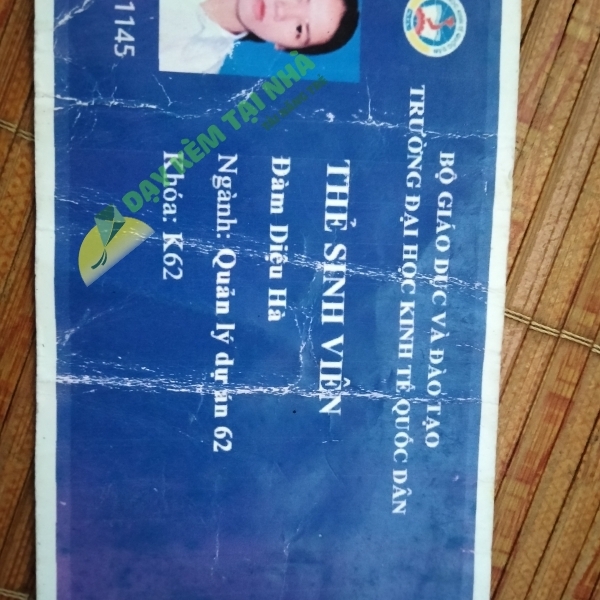 BỘ GIÁO DỤC VÀ ĐÀO TẠO
TRƯỜNG ĐẠI HỌC KINH TẾ QUỐC DÂN
THẺ SINH VIÊN
Đàm Diệu Hà
Ngành: Quản lý dự án 62
Khóa: K62
1145
DẠY KÈM TẠI NHÀ